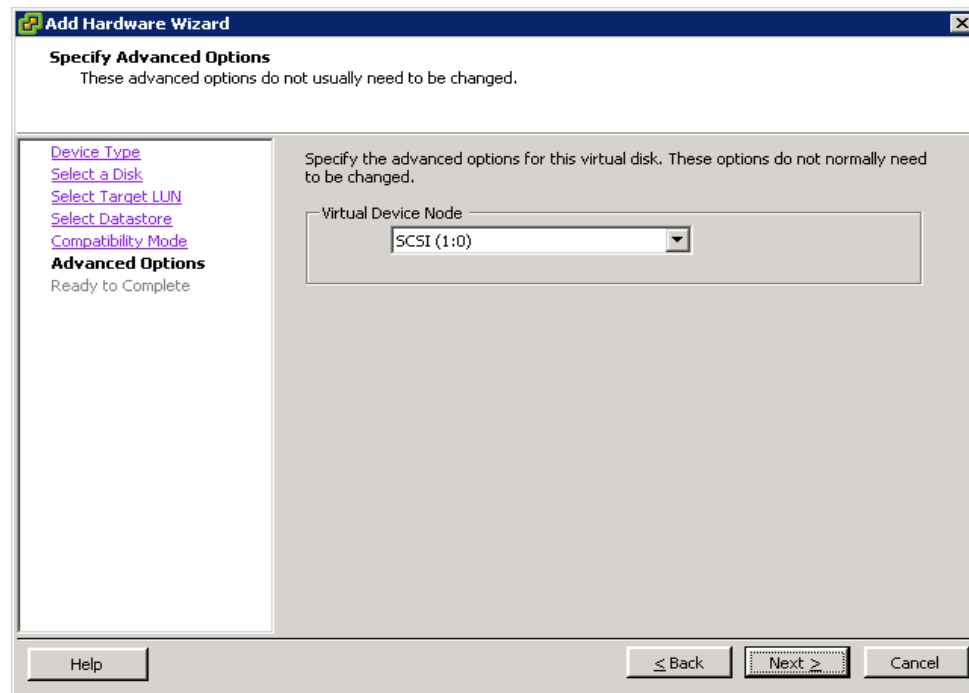 Add Hardware Wizard
Specify Advanced Options
These advanced options do not usually need to be changed.
Device Type
Select a Disk
Select Target LUN
Select Datastore
Compatibility Mode
Advanced Options
Ready to Complete
Specify the advanced options for this virtual disk. These options do not normally need
to be changed.
Virtual Device Node
SCSI (1:0)
Help
< Back
Next >
Cancel